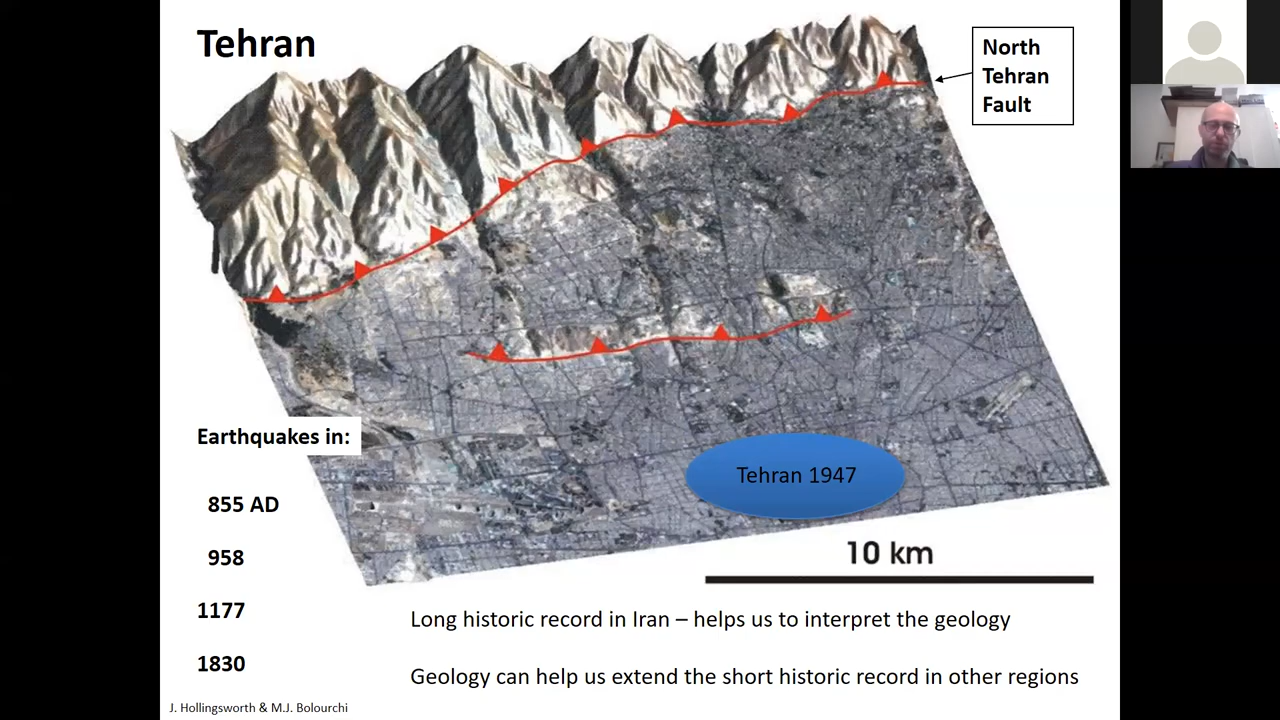 Tehran
North
Tehran
Fault
Earthquakes in:
855 AD
958
1177
1830
Tehran 1947
10 km
Long historic record in Iran – helps us to interpret the geology
Geology can help us extend the short historic record in other regions
J. Hollingsworth & M.J. Bolourchi